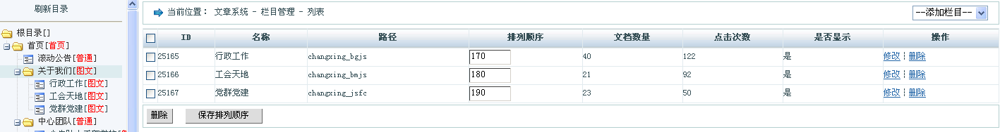 刷新目录
根目录[]
首页[首页]
滚动公告[普通]
关于我们[图文]
行政工作[图文]
工会天地[图文]
党群党建[图文]
中心团队[普通]
当前位置： 文章系统 - 栏目管理 - 列表
--添加栏目--
ID 名称 路径 排列顺序 文档数量 点击次数 是否显示 操作
25165 行政工作 changxing_bgjs 170 40 122 是 修改 ¦ 删除
25166 工会天地 changxing_bmjs 180 21 92 是 修改 ¦ 删除
25167 党群党建 changxing_jsfc 190 23 50 是 修改 ¦ 删除
删除 保存排列顺序